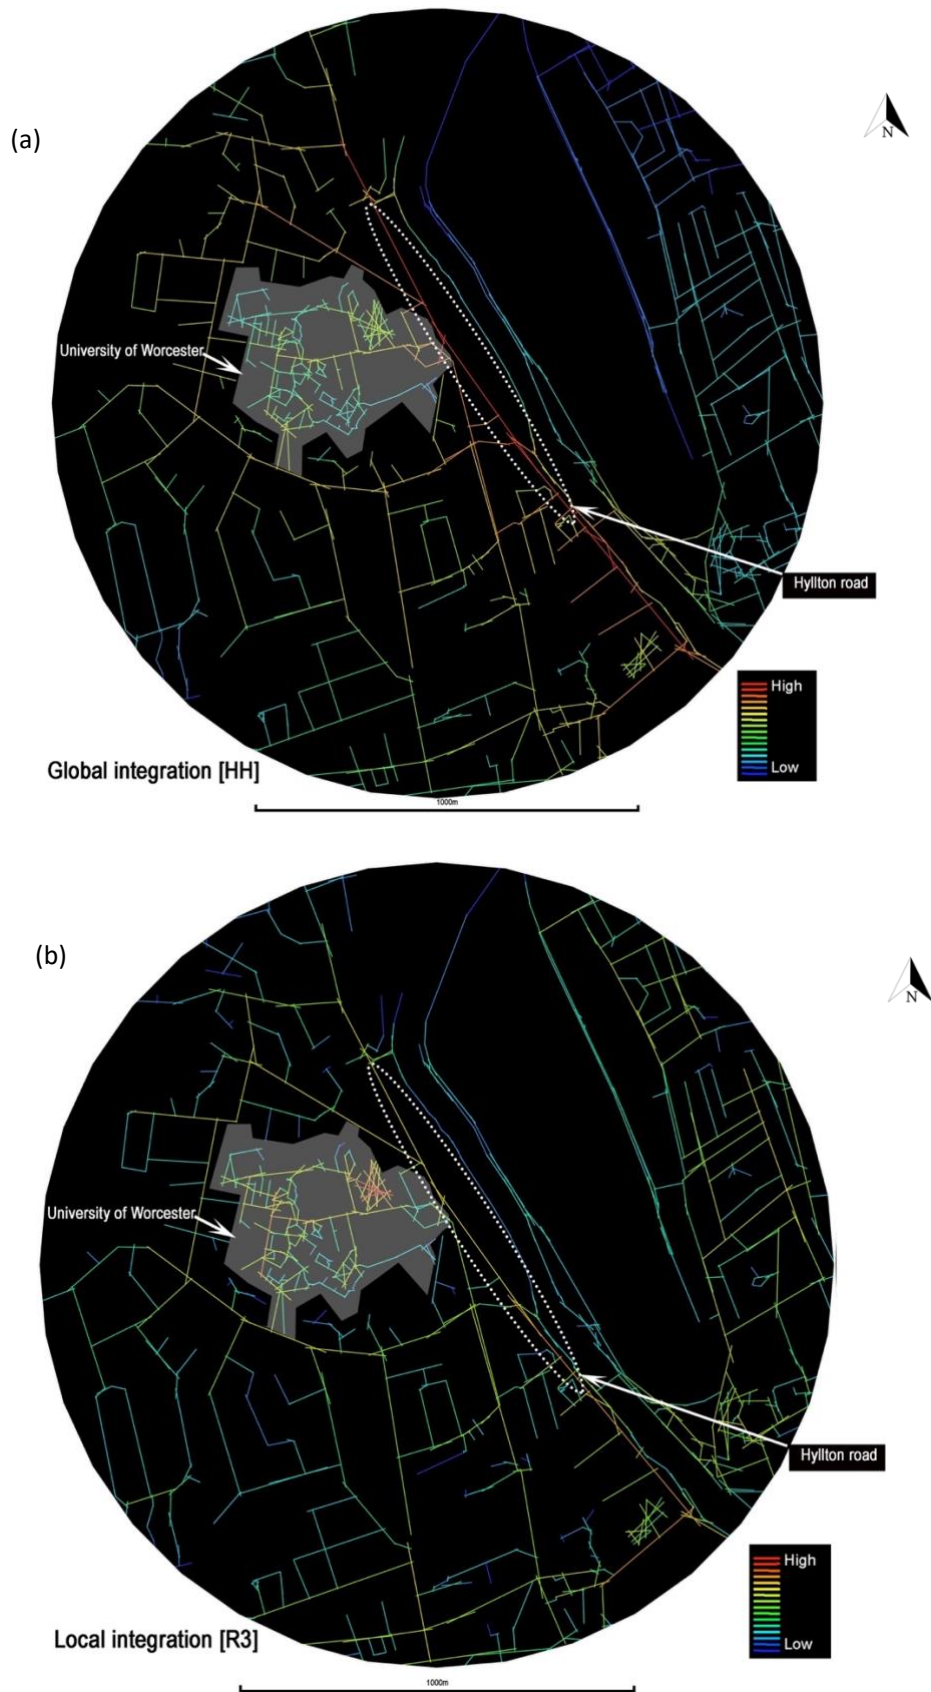 (a)
N
University of Worcester
Hyllton road
High
Low
Global integration [HH]
1000m
(b)
N
University of Worcester
Hyllton road
High
Low
Local integration [R3]
1000m